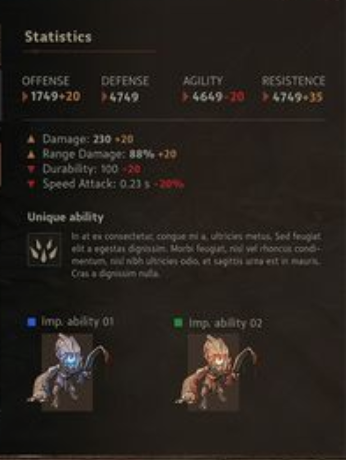 Statistics
OFFENSE DEFENSE AGILITY RESISTENCE
1749+20 4749 4649-20 4749+35
Damage: 230 +20
Range Damage: 88% +20
Durability: 100 -20
Speed Attack: 0.23 s -20%
Unique ability
In at ex consectetur, congue mi a, ultricies metus. Sed feugiat
elit a egestas dignissim. Morbi feugiat, nisl vel rhoncus condi-
mentum, nisl nibh ultricies odio, et sagittis urna est in mauris.
Cras a dignissim nulla.
Imp. ability 01 Imp. ability 02